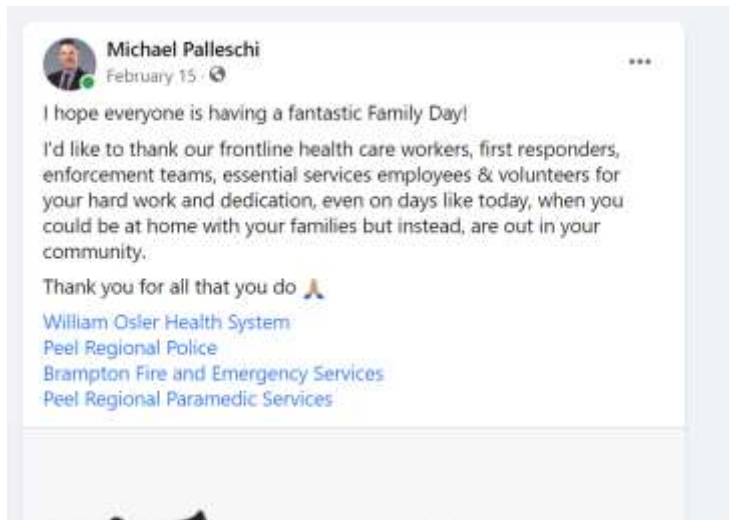 Michael Palleschi
February 15 ·
I hope everyone is having a fantastic Family Day!
I'd like to thank our frontline health care workers, first responders,
enforcement teams, essential services employees & volunteers for
your hard work and dedication, even on days like today, when you
could be at home with your families but instead, are out in your
community.
Thank you for all that you do 🙏🏽
William Osler Health System
Peel Regional Police
Brampton Fire and Emergency Services
Peel Regional Paramedic Services